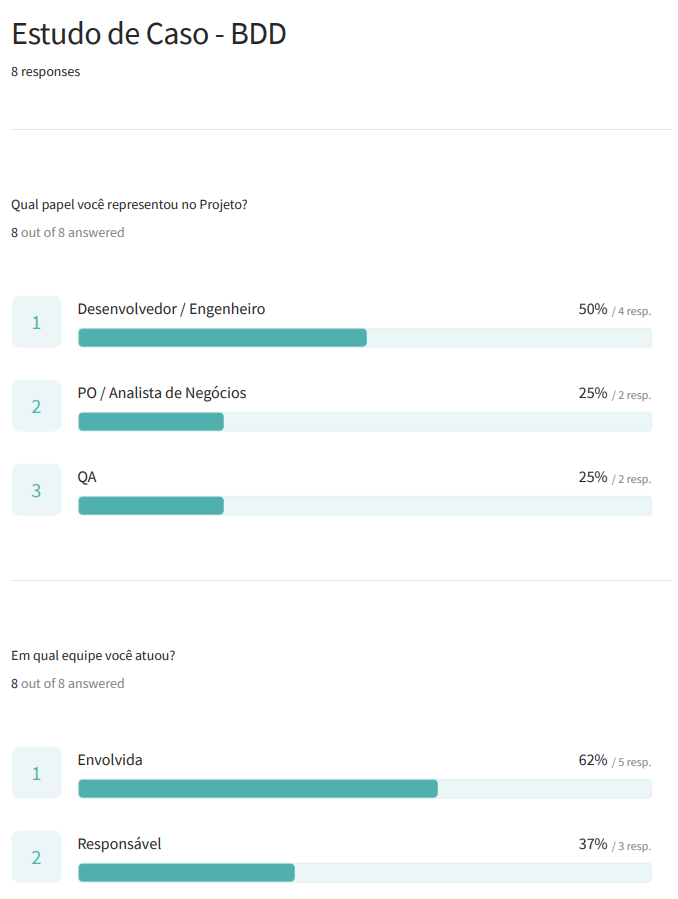 Estudo de Caso - BDD
8 responses
Qual papel você representou no Projeto?
8 out of 8 answered
1
Desenvolvedor / Engenheiro
50% / 4 resp.
2
PO / Analista de Negócios
25% / 2 resp.
3
QA
25% / 2 resp.
Em qual equipe você atuou?
8 out of 8 answered
1
Envolvida
62% / 5 resp.
2
Responsável
37% / 3 resp.